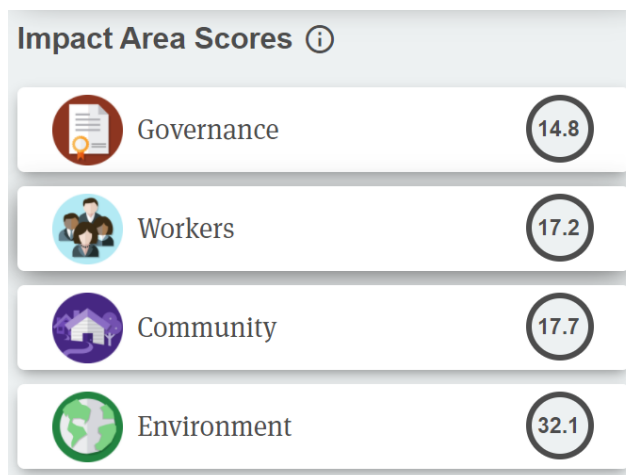 Impact Area Scores
Governance 14.8
Workers 17.2
Community 17.7
Environment 32.1